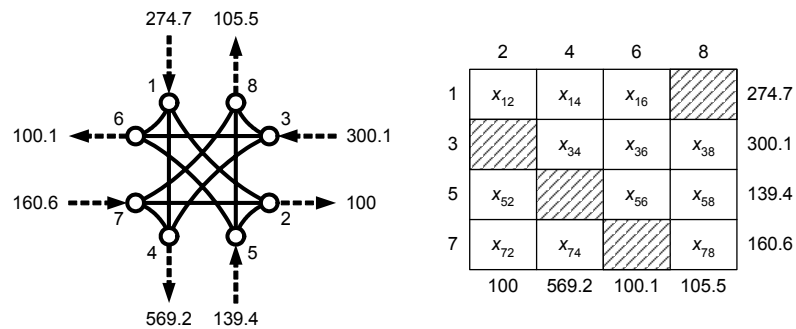 274.7 105.5
1 8
6 3
100.1 300.1
160.6 100
7 2
4 5
569.2 139.4
2 4 6 8
1 x12 x14 x16 274.7
3 x34 x36 x38 300.1
5 x52 x56 x58 139.4
7 x72 x74 x78 160.6
100 569.2 100.1 105.5